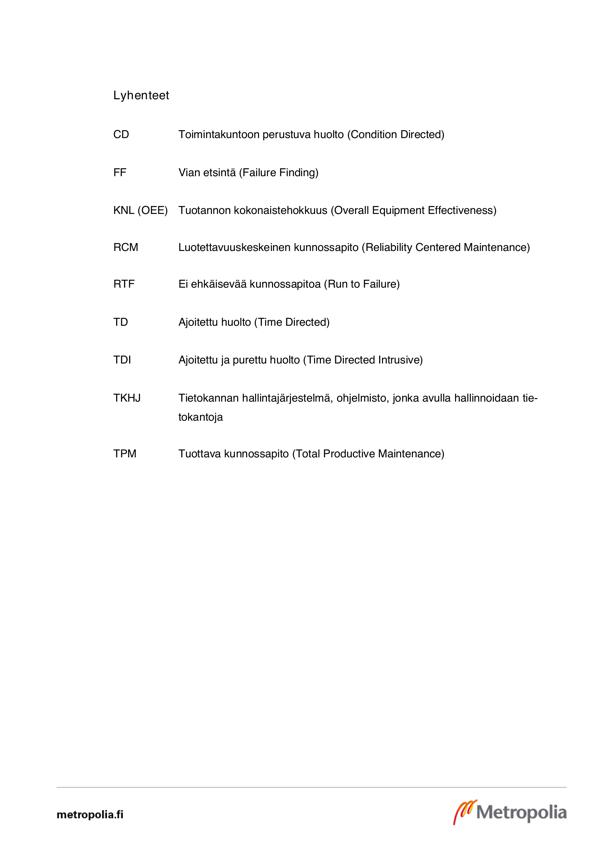 Lyhenteet
CD Toimintakuntoon perustuva huolto (Condition Directed)
FF Vian etsintä (Failure Finding)
KNL (OEE) Tuotannon kokonaistehokkuus (Overall Equipment Effectiveness)
RCM Luotettavuuskeskeinen kunnossapito (Reliability Centered Maintenance)
RTF Ei ehkäisevää kunnossapitoa (Run to Failure)
TD Ajoitettu huolto (Time Directed)
TDI Ajoitettu ja purettu huolto (Time Directed Intrusive)
TKHJ Tietokannan hallintajärjestelmä, ohjelmisto, jonka avulla hallinnoidaan tie-
tokantoja
TPM Tuottava kunnossapito (Total Productive Maintenance)
metropolia.fi Metropolia